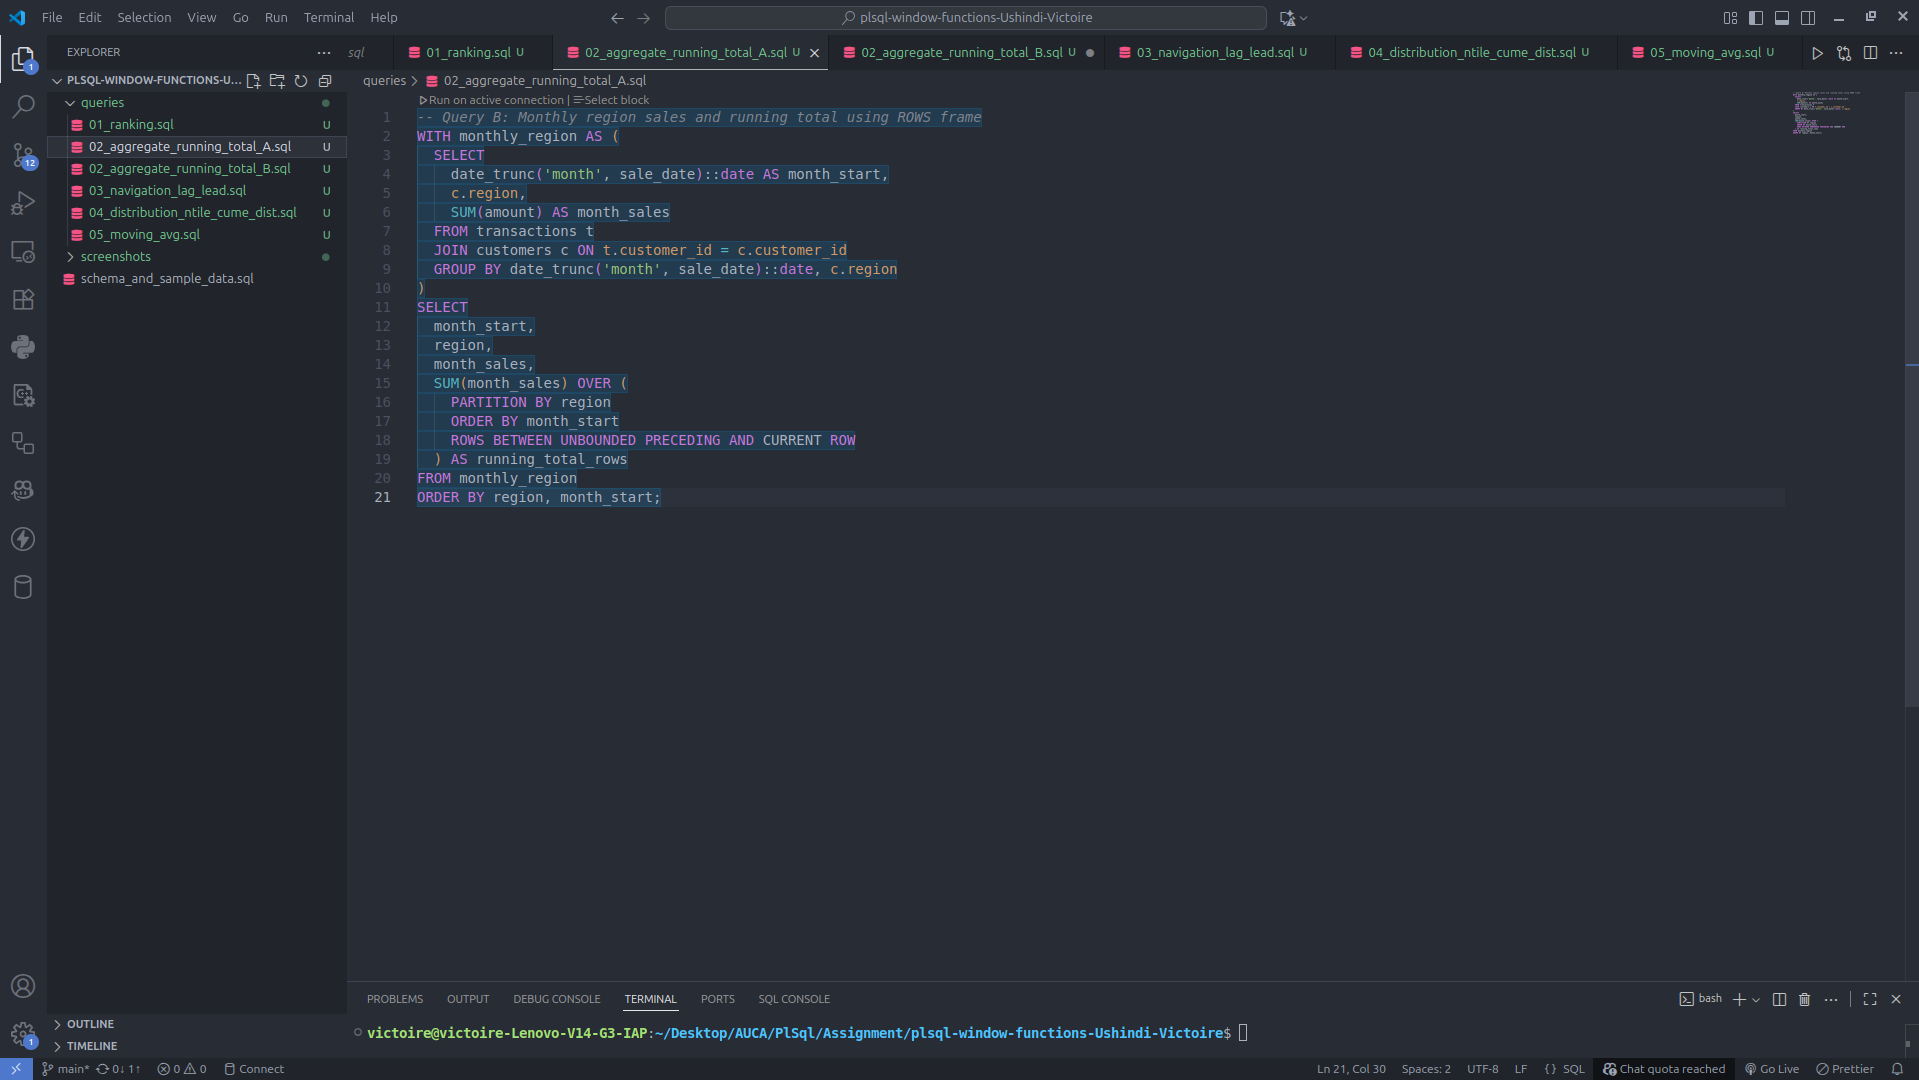 File Edit Selection View Go Run Terminal Help
plsql-window-functions-Ushindi-Victoire
EXPLORER
PLSQL-WINDOW-FUNCTIONS-U...
queries
01_ranking.sql U
02_aggregate_running_total_A.sql U
02_aggregate_running_total_B.sql U
03_navigation_lag_lead.sql U
04_distribution_ntile_cume_dist.sql U
05_moving_avg.sql U
screenshots
schema_and_sample_data.sql
OUTLINE
TIMELINE
1
12
1
sql 01_ranking.sql U 02_aggregate_running_total_A.sql U 02_aggregate_running_total_B.sql U 03_navigation_lag_lead.sql U 04_distribution_ntile_cume_dist.sql U 05_moving_avg.sql U
queries > 02_aggregate_running_total_A.sql
Run on active connection | Select block
1 -- Query B: Monthly region sales and running total using ROWS frame
2 WITH monthly_region AS (
3 SELECT
4 date_trunc('month', sale_date)::date AS month_start,
5 c.region,
6 SUM(amount) AS month_sales
7 FROM transactions t
8 JOIN customers c ON t.customer_id = c.customer_id
9 GROUP BY date_trunc('month', sale_date)::date, c.region
10 )
11 SELECT
12 month_start,
13 region,
14 month_sales,
15 SUM(month_sales) OVER (
16 PARTITION BY region
17 ORDER BY month_start
18 ROWS BETWEEN UNBOUNDED PRECEDING AND CURRENT ROW
19 ) AS running_total_rows
20 FROM monthly_region
21 ORDER BY region, month_start;
PROBLEMS OUTPUT DEBUG CONSOLE TERMINAL PORTS SQL CONSOLE
bash
victoire@victoire-Lenovo-V14-G3-IAP:~/Desktop/AUCA/PlSql/Assignment/plsql-window-functions-Ushindi-Victoire$
main* 0↓ 1↑ 0 0 Connect
Ln 21, Col 30 Spaces: 2 UTF-8 LF {} SQL Chat quota reached Go Live Prettier